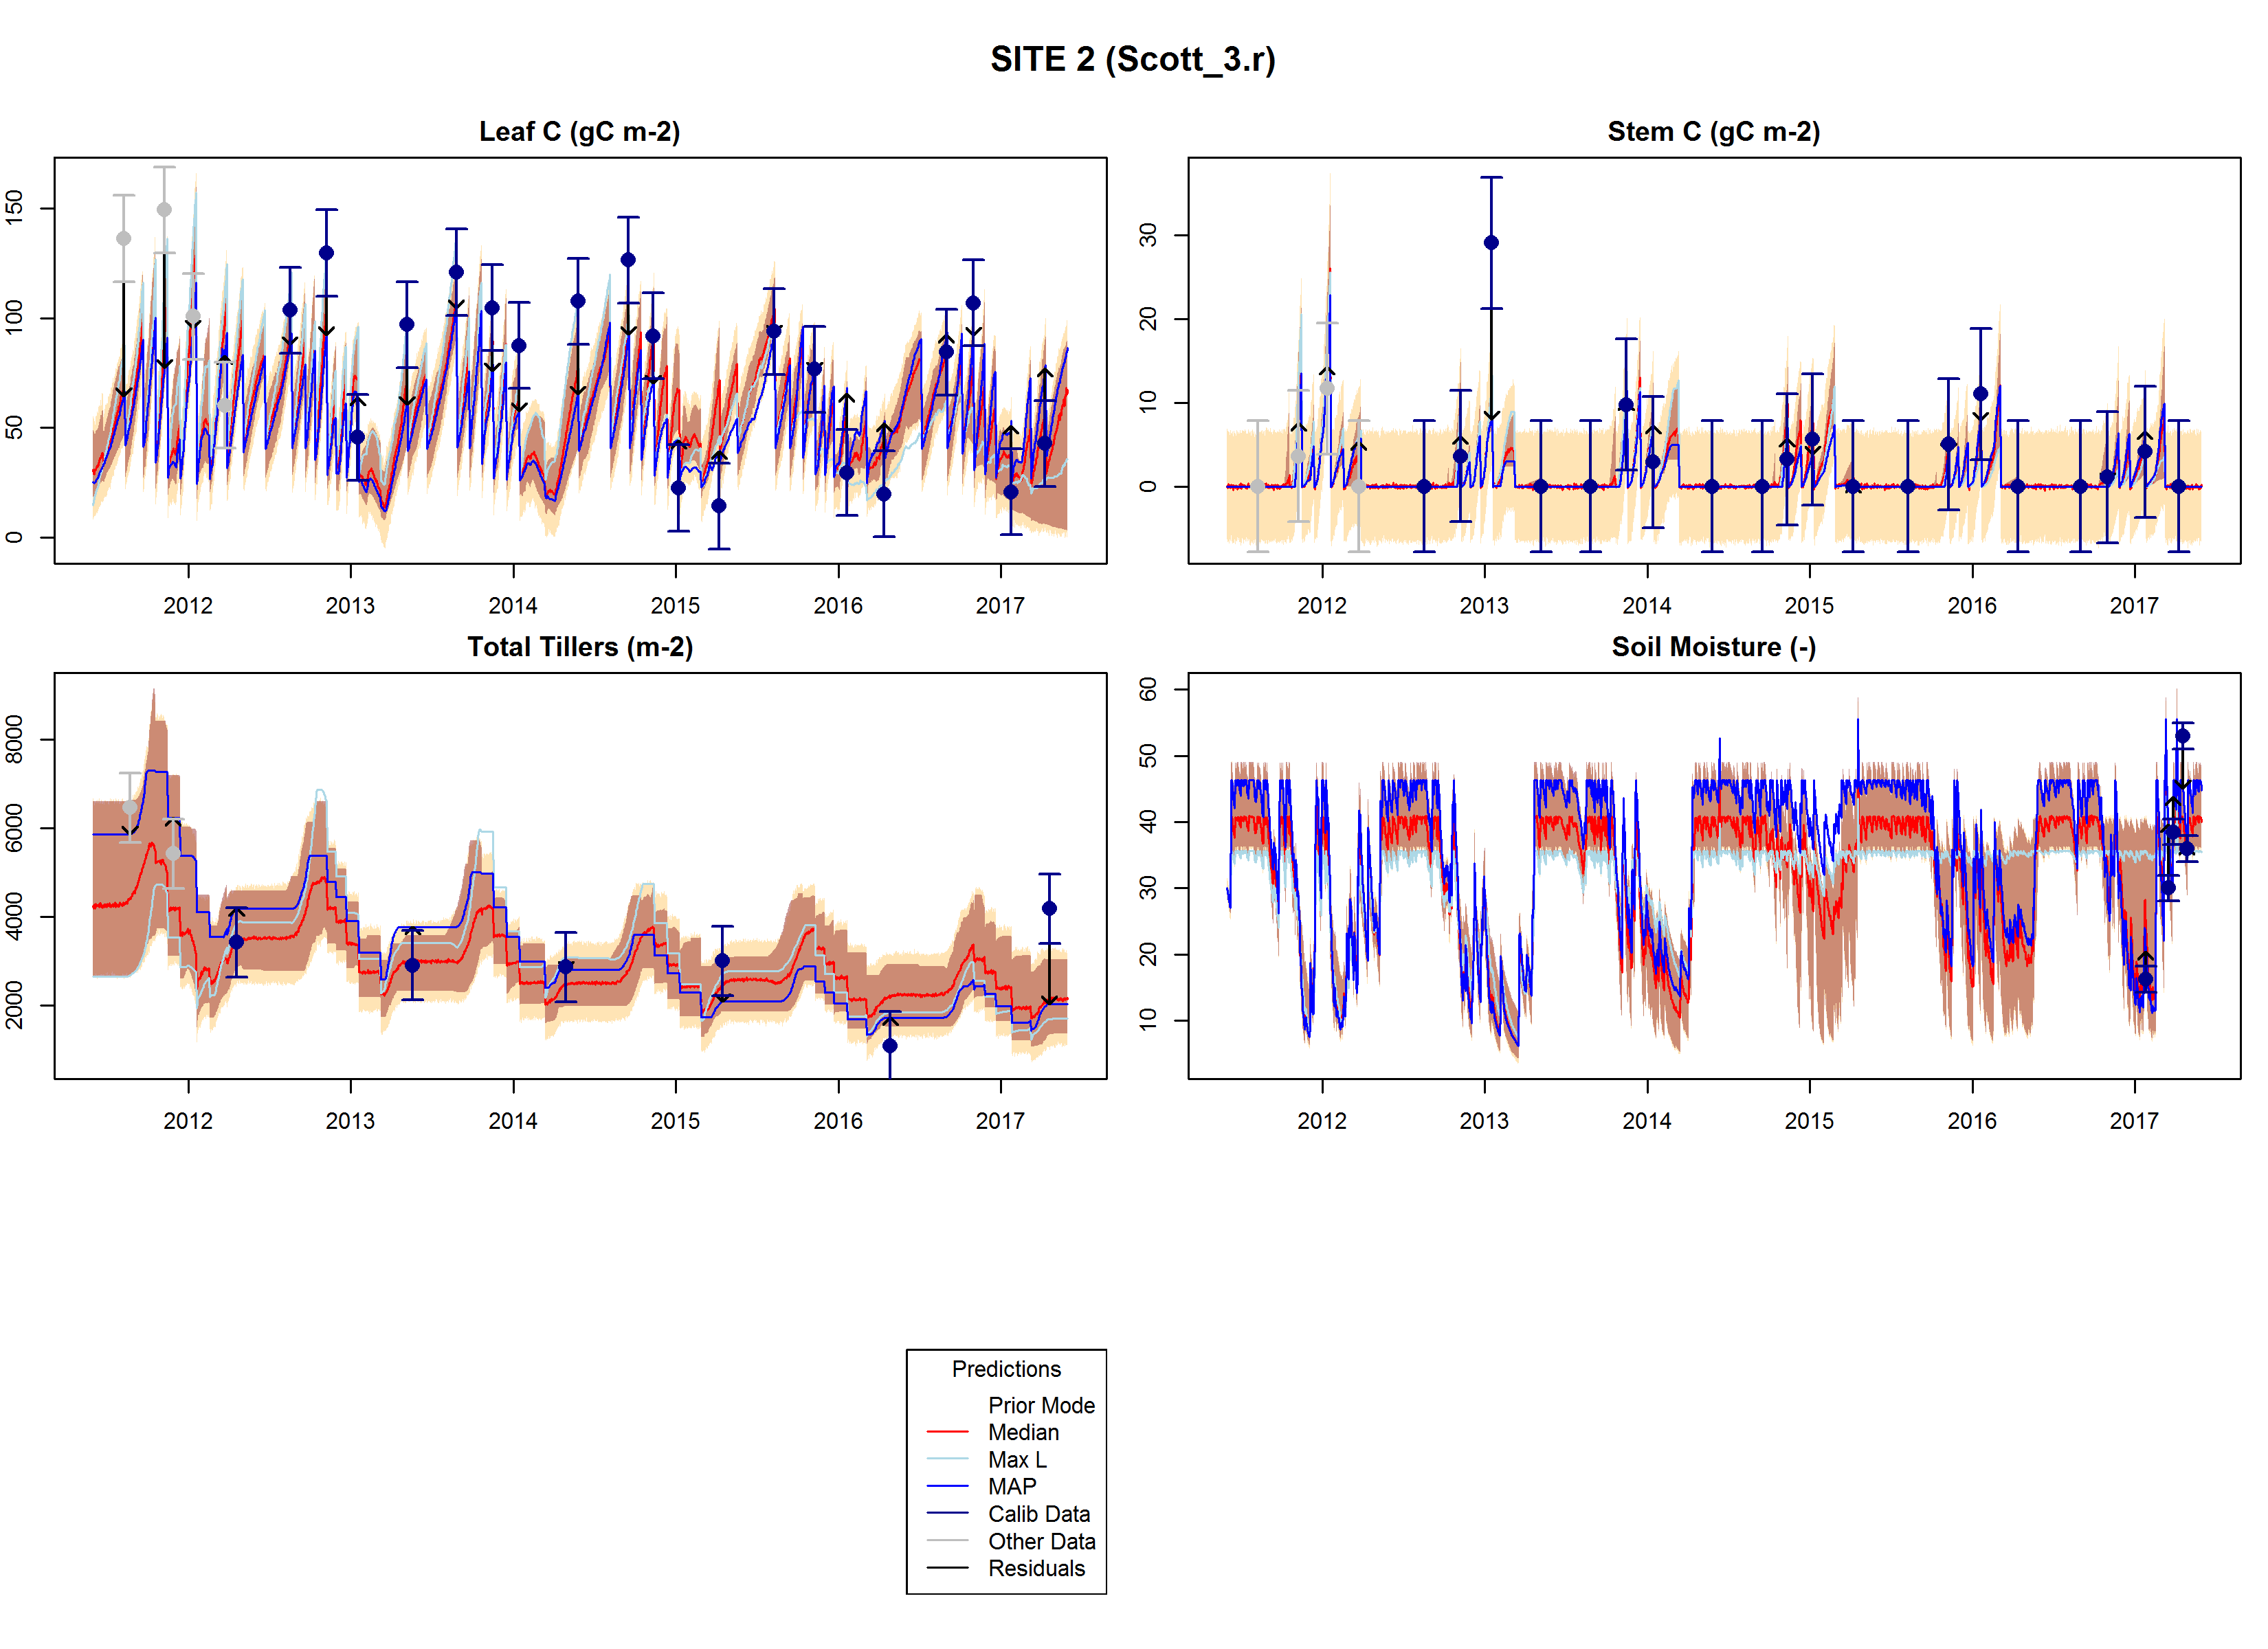 SITE 2 (Scott_3.r)
Leaf C (gC m-2)
150
100
50
0
2012 2013 2014 2015 2016 2017
Stem C (gC m-2)
30
20
10
0
2012 2013 2014 2015 2016 2017
Total Tillers (m-2)
8000
6000
4000
2000
2012 2013 2014 2015 2016 2017
Soil Moisture (-)
60
50
40
30
20
10
2012 2013 2014 2015 2016 2017
Predictions
Prior Mode
Median
Max L
MAP
Calib Data
Other Data
Residuals